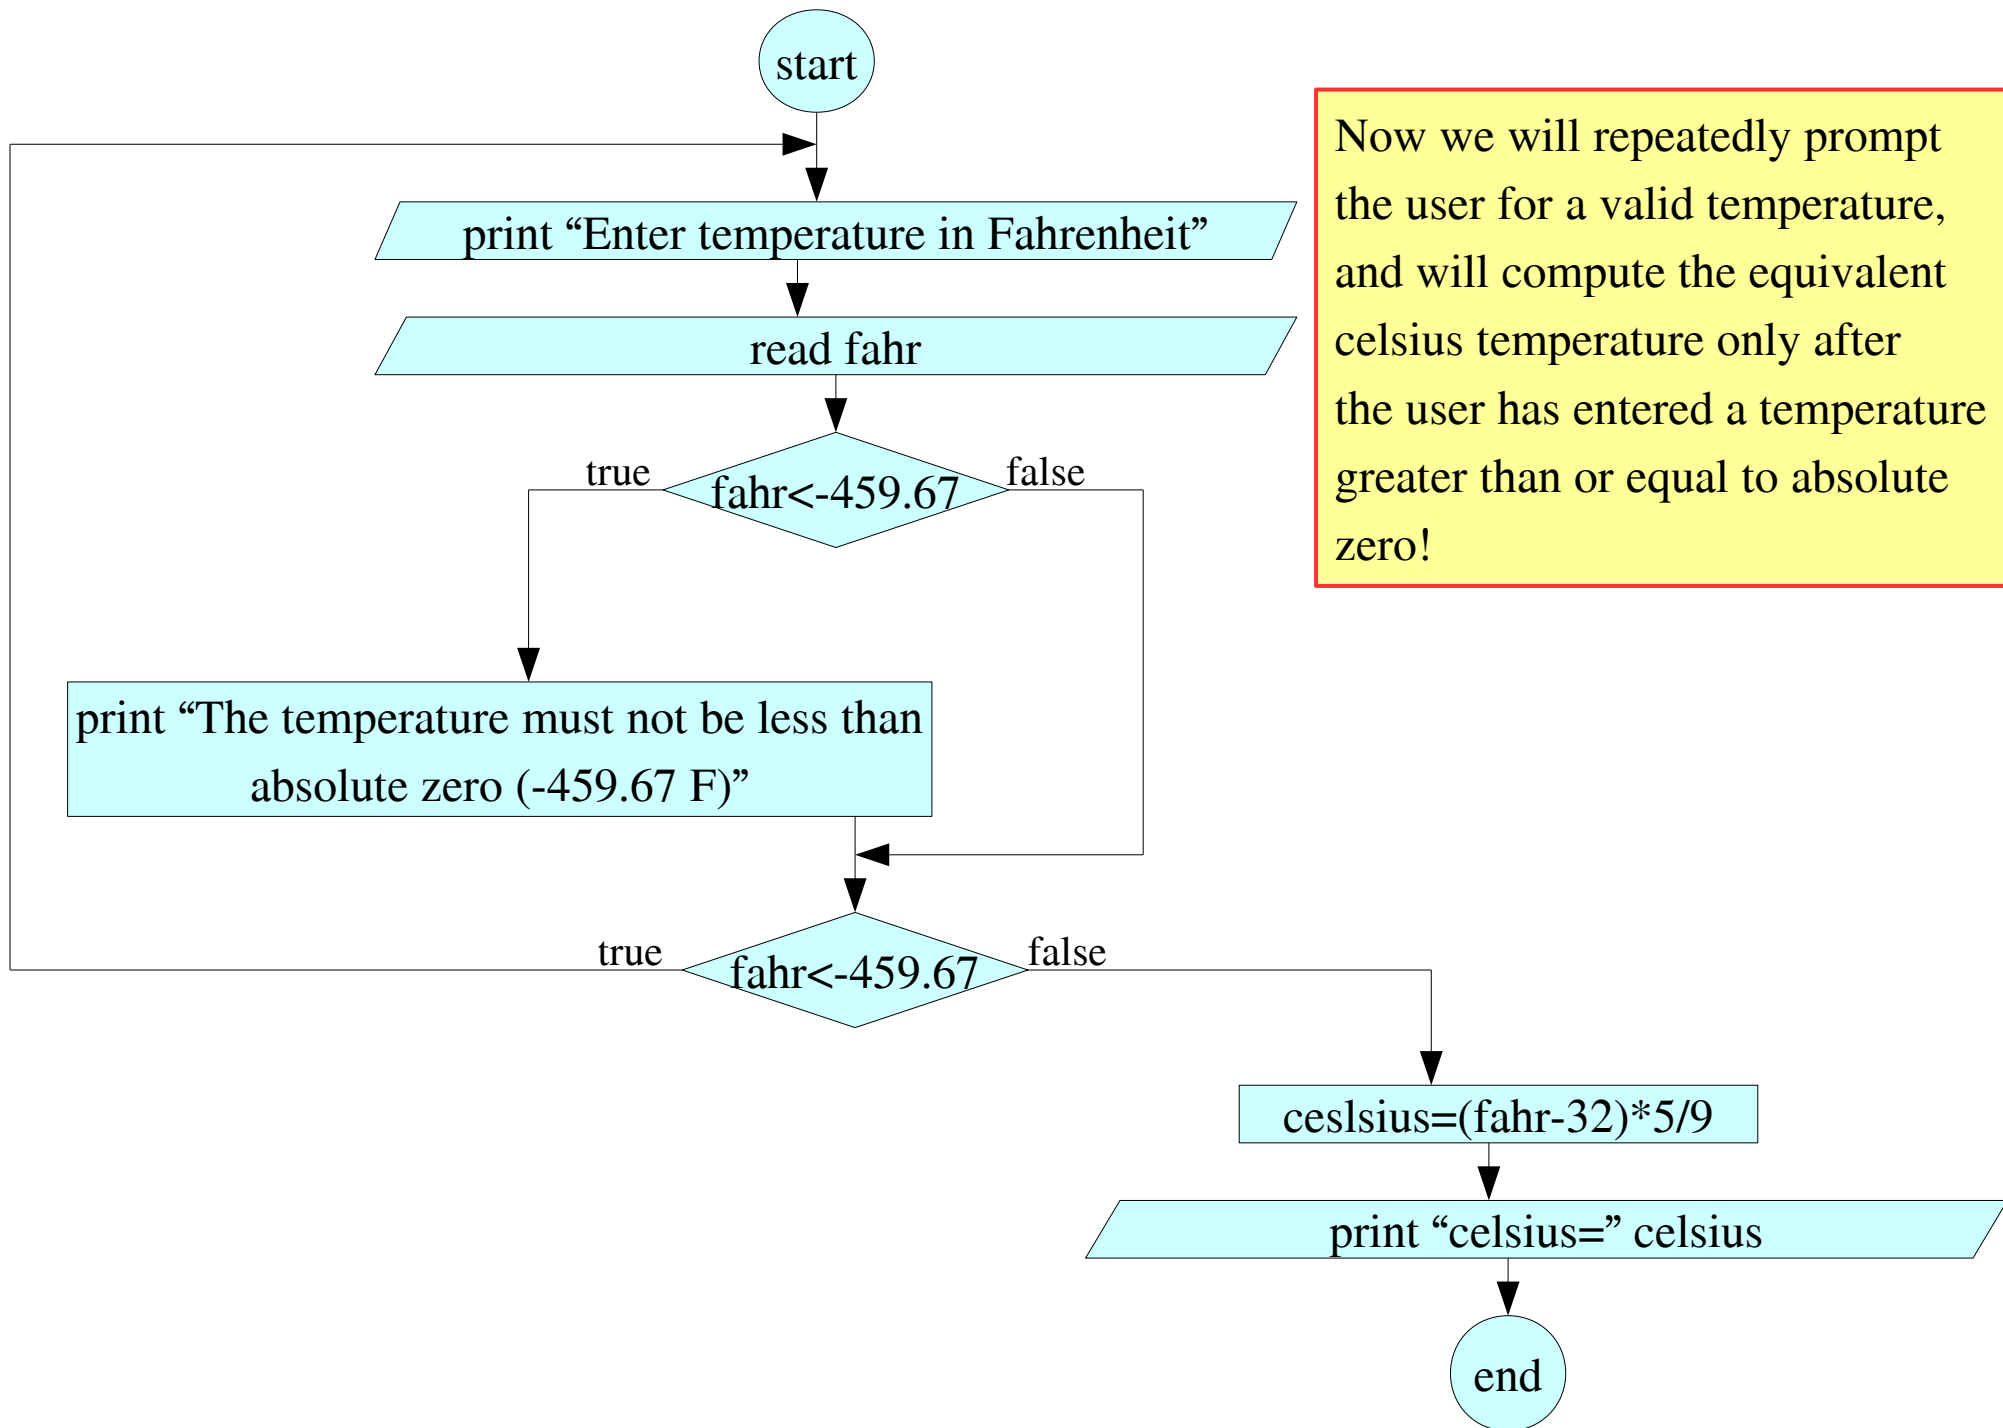 start
Now we will repeatedly prompt
the user for a valid temperature,
and will compute the equivalent
celsius temperature only after
the user has entered a temperature
greater than or equal to absolute
zero!
print “Enter temperature in Fahrenheit”
read fahr
true
fahr<-459.67
false
print “The temperature must not be less than
absolute zero (-459.67 F)”
true
fahr<-459.67
false
ceslsius=(fahr-32)*5/9
print “celsius=” celsius
end